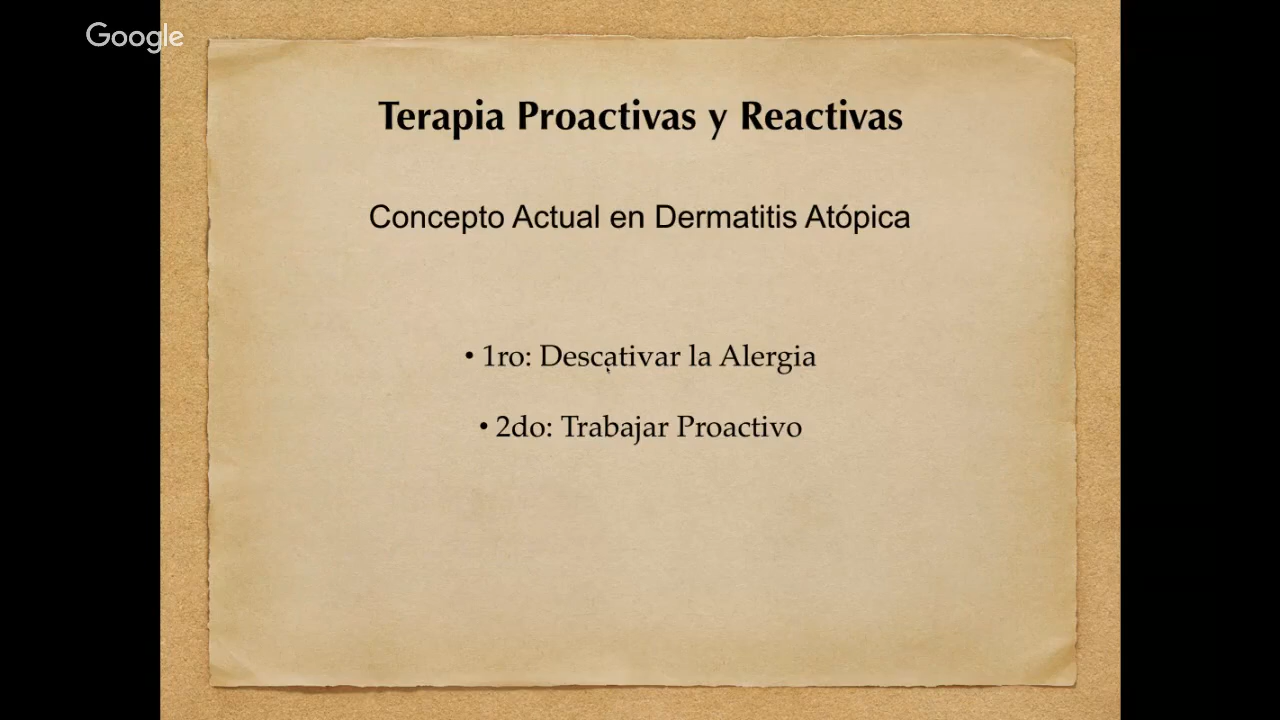 Google
Terapia Proactivas y Reactivas
Concepto Actual en Dermatitis Atópica
• 1ro: Descativar la Alergia
• 2do: Trabajar Proactivo